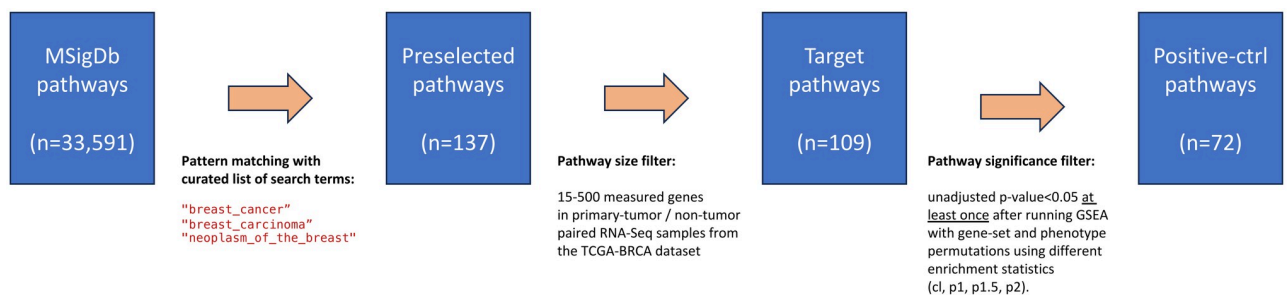 MSigDb
pathways
(n=33,591)
Pattern matching with
curated list of search terms:
"breast_cancer”
"breast_carcinoma”
"neoplasm_of_the_breast"
Preselected
pathways
(n=137)
Pathway size filter:
15-500 measured genes
in primary-tumor / non-tumor
paired RNA-Seq samples from
the TCGA-BRCA dataset
Target
pathways
(n=109)
Pathway significance filter:
unadjusted p-value<0.05 at
least once after running GSEA
with gene-set and phenotype
permutations using different
enrichment statistics
(cl, p1, p1.5, p2).
Positive-ctrl
pathways
(n=72)